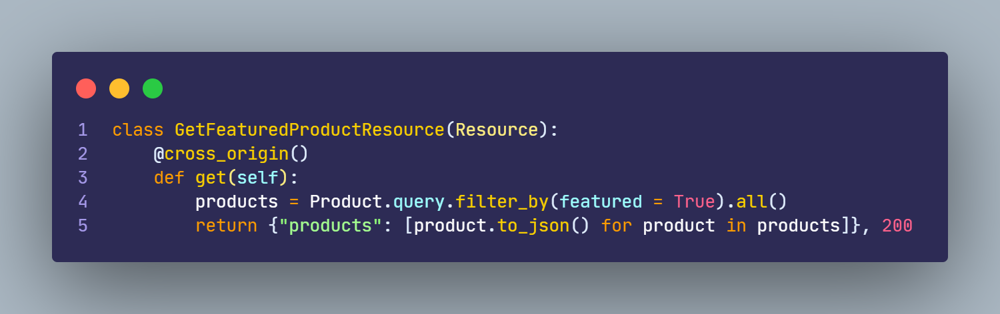 1 class GetFeaturedProductResource(Resource):
2     @cross_origin()
3     def get(self):
4         products = Product.query.filter_by(featured = True).all()
5         return {"products": [product.to_json() for product in products]}, 200